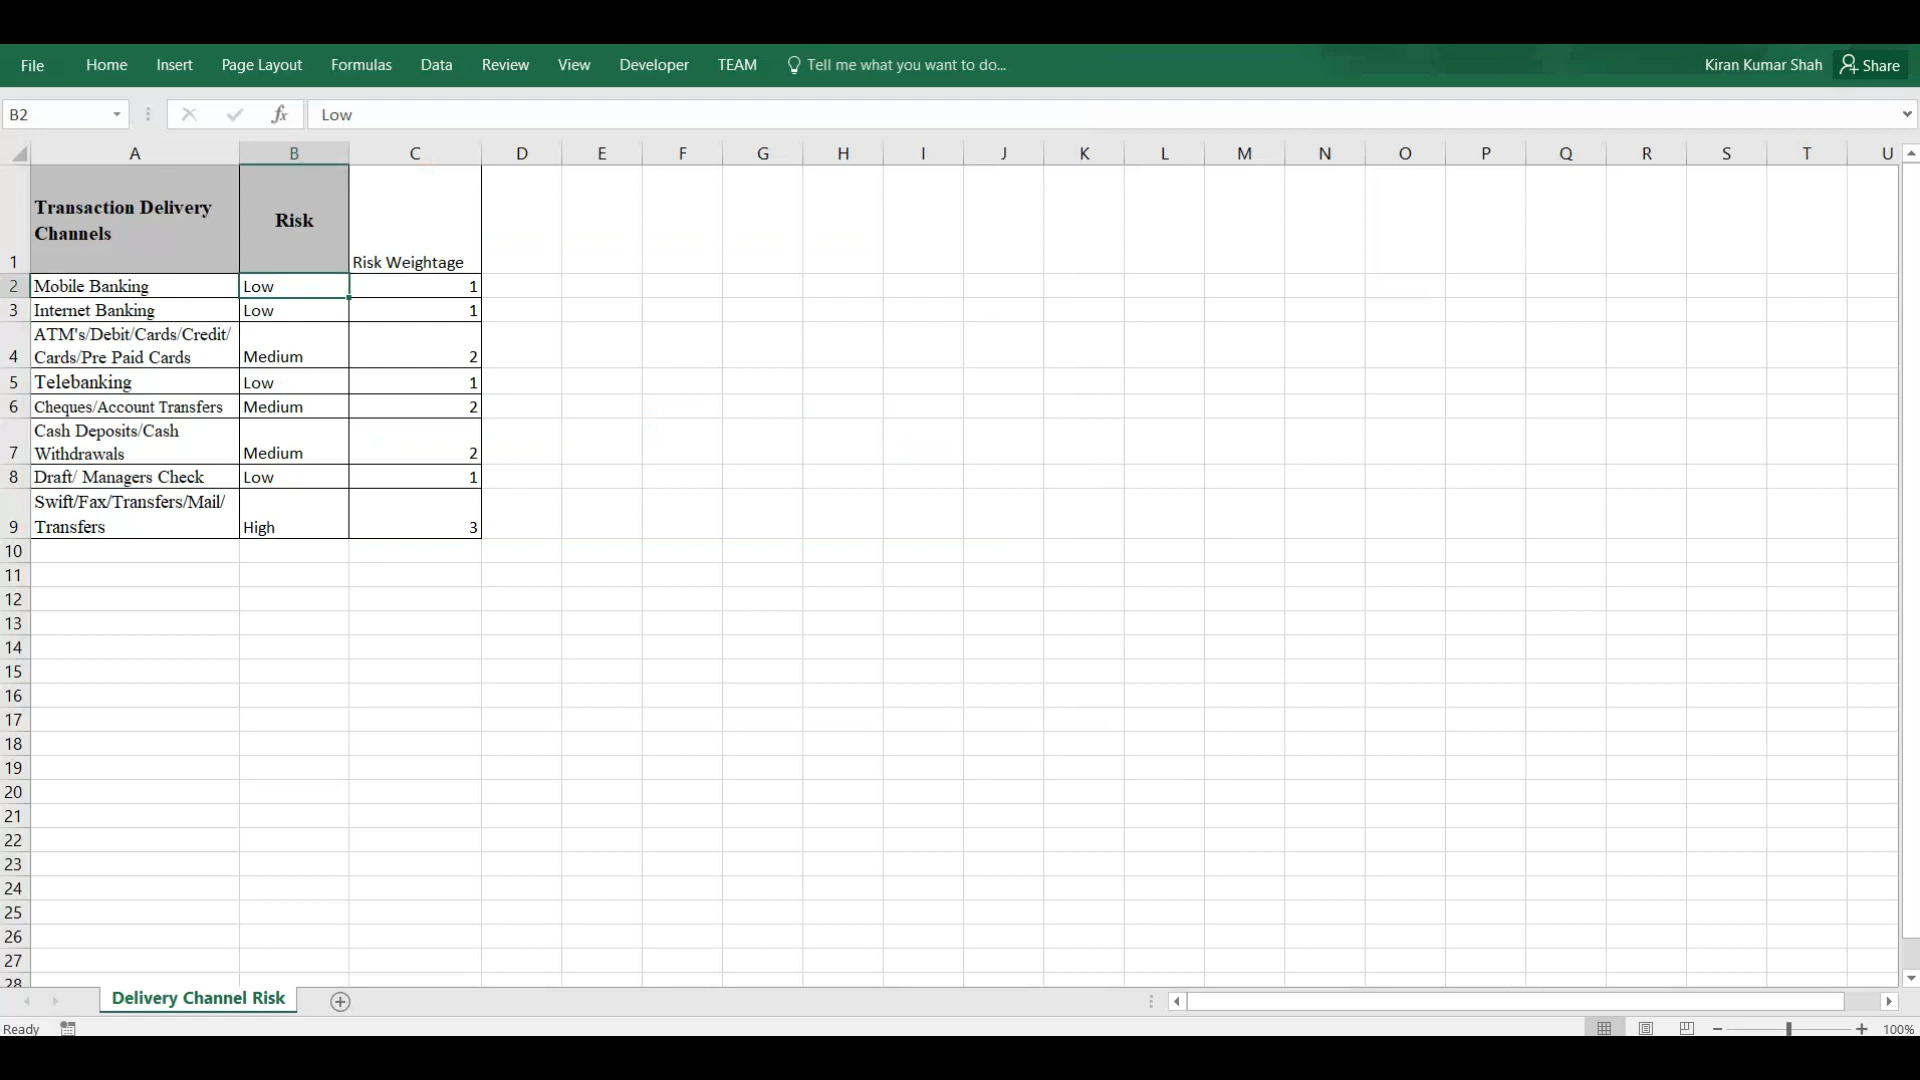 File Home Insert Page Layout Formulas Data Review View Developer TEAM Tell me what you want to do... Kiran Kumar Shah Share
B2 fx Low
A B C D E F G H I J K L M N O P Q R S T U
Transaction Delivery
Channels
Risk
1 Risk Weightage
2 Mobile Banking Low 1
3 Internet Banking Low 1
ATM's/Debit/Cards/Credit/
4 Cards/Pre Paid Cards Medium 2
5 Telebanking Low 1
6 Cheques/Account Transfers Medium 2
Cash Deposits/Cash
7 Withdrawals Medium 2
8 Draft/ Managers Check Low 1
Swift/Fax/Transfers/Mail/
9 Transfers High 3
10
11
12
13
14
15
16
17
18
19
20
21
22
23
24
25
26
27
28
Delivery Channel Risk
Ready 100%